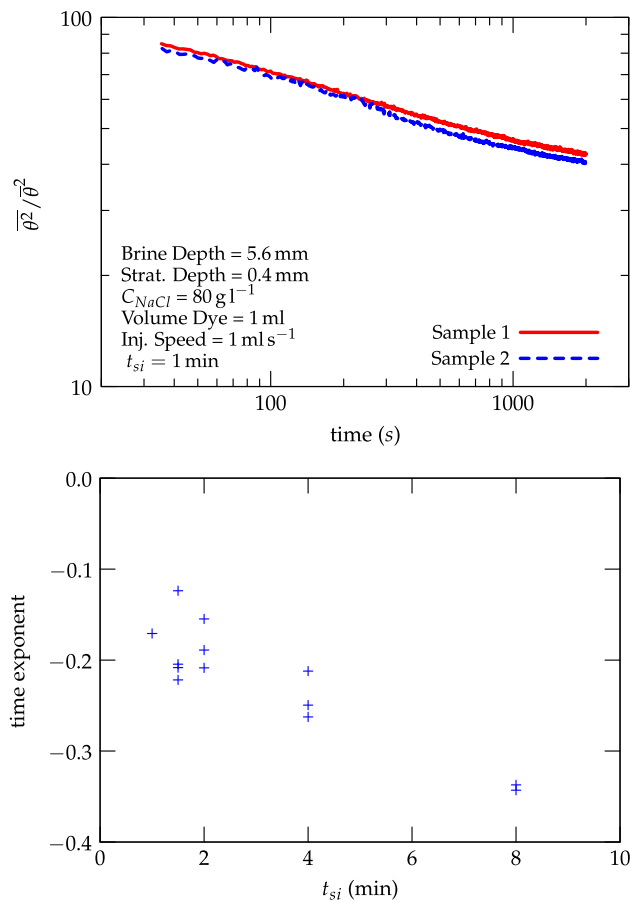 100
10
100
1000
time (s)
θ² / θ²
Brine Depth = 5.6 mm
Strat. Depth = 0.4 mm
C_NaCl = 80 g l⁻¹
Volume Dye = 1 ml
Inj. Speed = 1 ml s⁻¹
t_si = 1 min
Sample 1
Sample 2
0.0
−0.1
−0.2
−0.3
−0.4
time exponent
0 2 4 6 8 10
t_si (min)